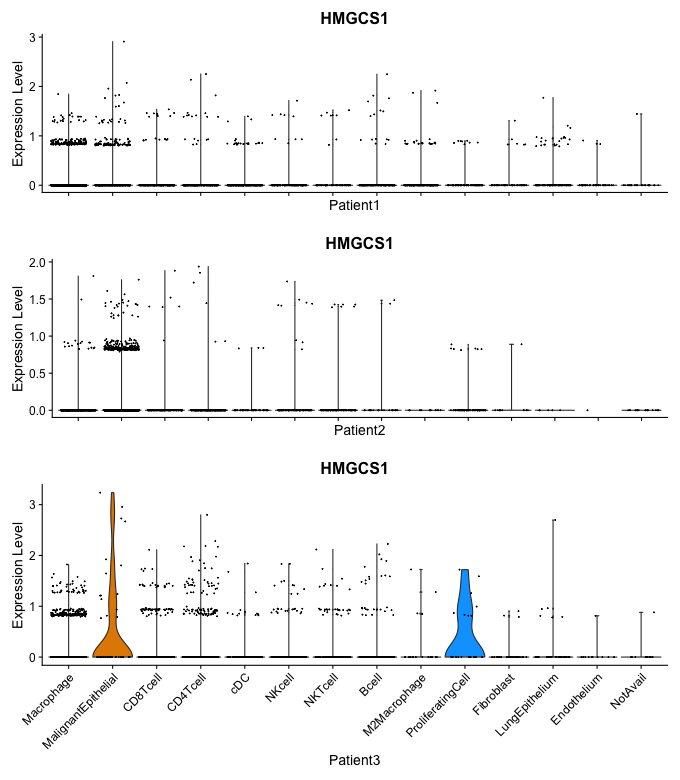 HMGCS1
Expression Level
3
2
1
0
Patient1
HMGCS1
Expression Level
2.0
1.5
1.0
0.5
0.0
Patient2
HMGCS1
Expression Level
3
2
1
0
Macrophage
MalignantEpithelial
CD8Tcell
CD4Tcell
cDC
NKcell
NKTcell
Bcell
M2Macrophage
ProliferatingCell
Fibroblast
LungEpithelium
Endothelium
NotAvail
Patient3